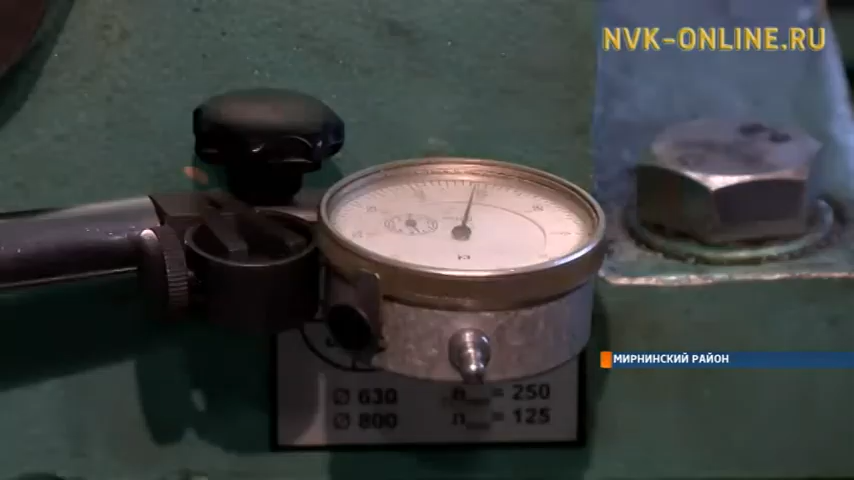 NVK-ONLINE.RU
МИРНИНСКИЙ РАЙОН
Ø 630 = 250
Ø 800 = 125